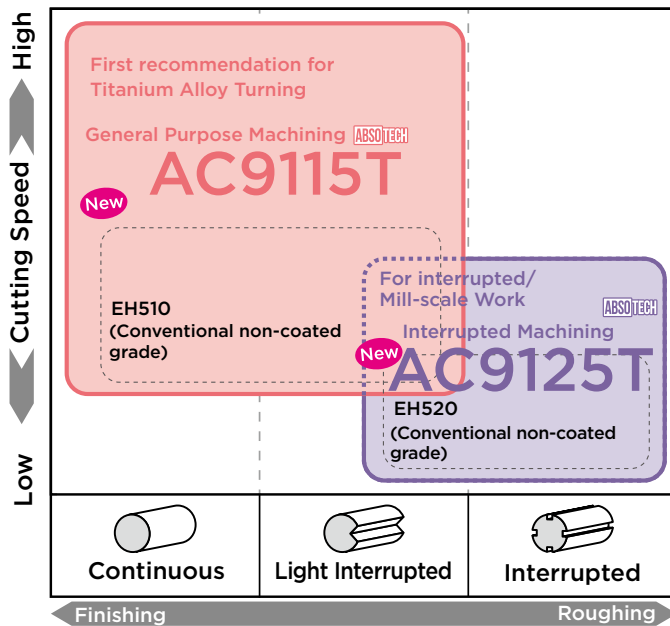 High
Cutting Speed
Low
First recommendation for
Titanium Alloy Turning
General Purpose Machining ABSOTECH
AC9115T
New
EH510
(Conventional non-coated
grade)
For interrupted/
Mill-scale Work
ABSOTECH
Interrupted Machining
New
AC9125T
EH520
(Conventional non-coated
grade)
Continuous
Light Interrupted
Interrupted
Finishing
Roughing